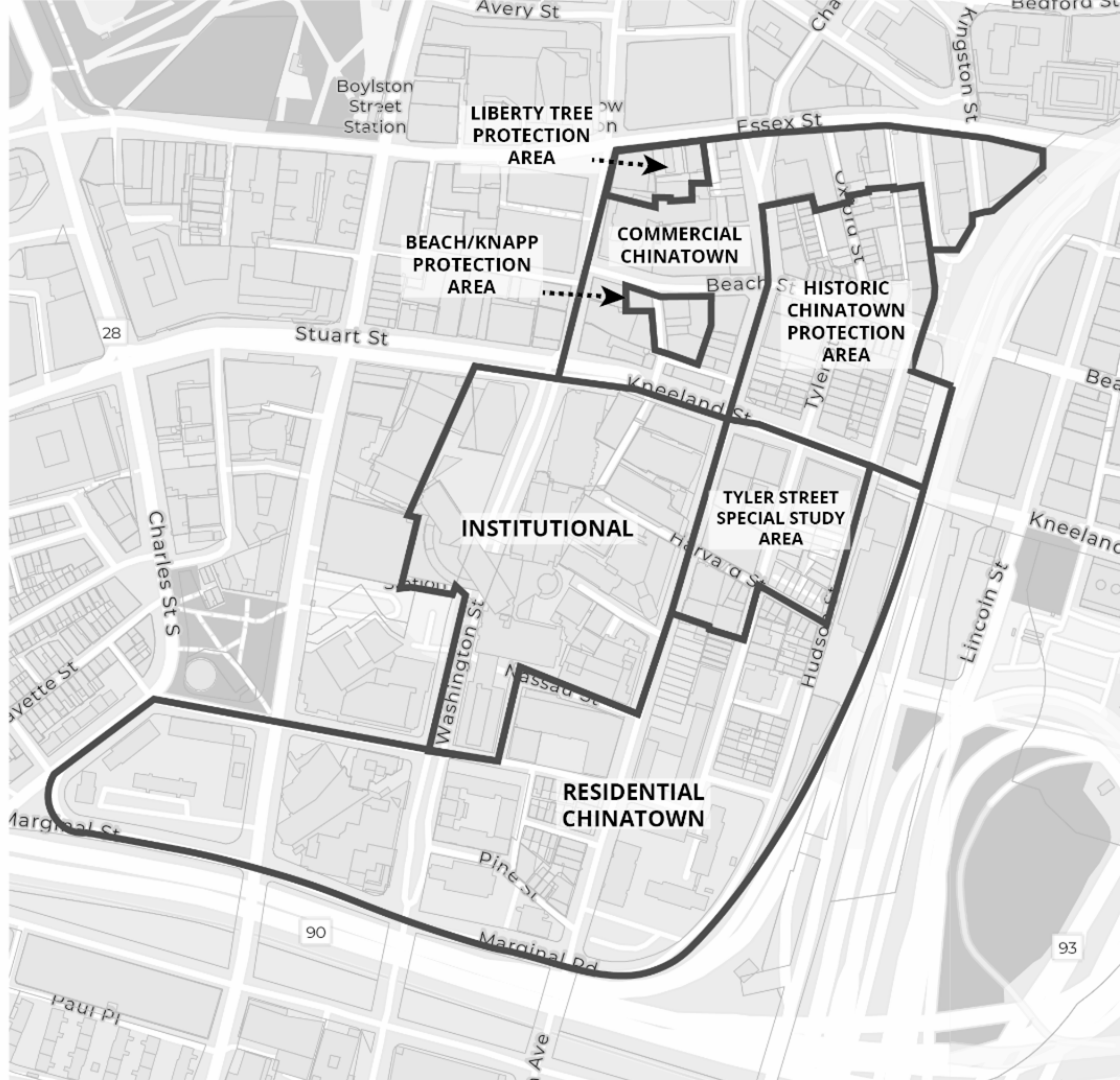 Avery St
Bedford St
Kingston St
Boylston
Street
Station
LIBERTY TREE
PROTECTION
AREA
Essex St
Oxford St
COMMERCIAL
CHINATOWN
BEACH/KNAPP
PROTECTION
AREA
Beach St
HISTORIC
CHINATOWN
PROTECTION
AREA
28
Stuart St
Tyler
Kneeland St
TYLER STREET
SPECIAL STUDY
AREA
INSTITUTIONAL
Harvard St
Kneeland
Charles St S
Station
Washington St
Hudson St
Lincoln St
Nassau St
RESIDENTIAL
CHINATOWN
Marginal St
Pine St
90
Marginal Rd
93
Paul Pl
Ave